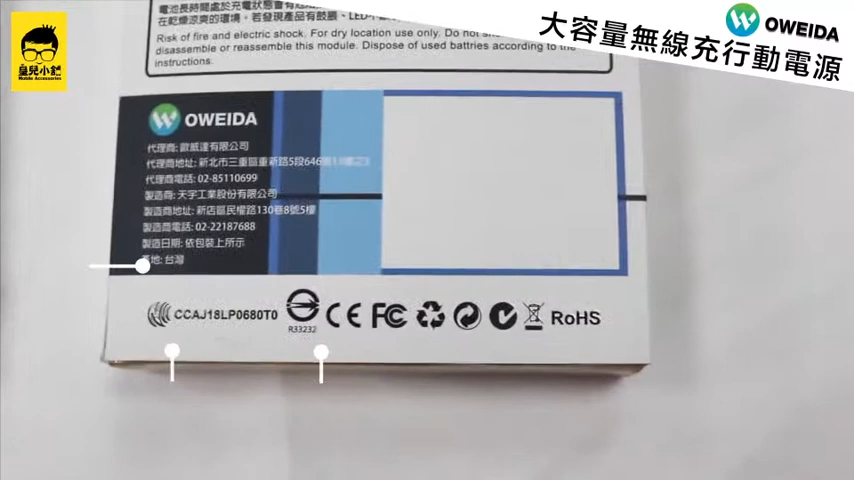 電池長時間處於充電狀態會有
在乾燥涼爽的環境。若發現產品有鼓脹、LED
Risk of fire and electric shock. For dry location use only. Do not
disassemble or reassemble this module. Dispose of used battries according to the
instructions.
OWEIDA
大容量無線充行動電源
皇兒小舖
Mobile Accessories
OWEIDA
代理商: 歐威達有限公司
代理商地址: 新北市三重區重新路5段646
代理商電話: 02-85110699
製造商: 天宇工業股份有限公司
製造商地址: 新店區民權路130巷8號5樓
製造商電話: 02-22187688
製造日期: 依包裝上所示
產地: 台灣
CCAJ18LP0680T0
R33232
CE
FC
RoHS